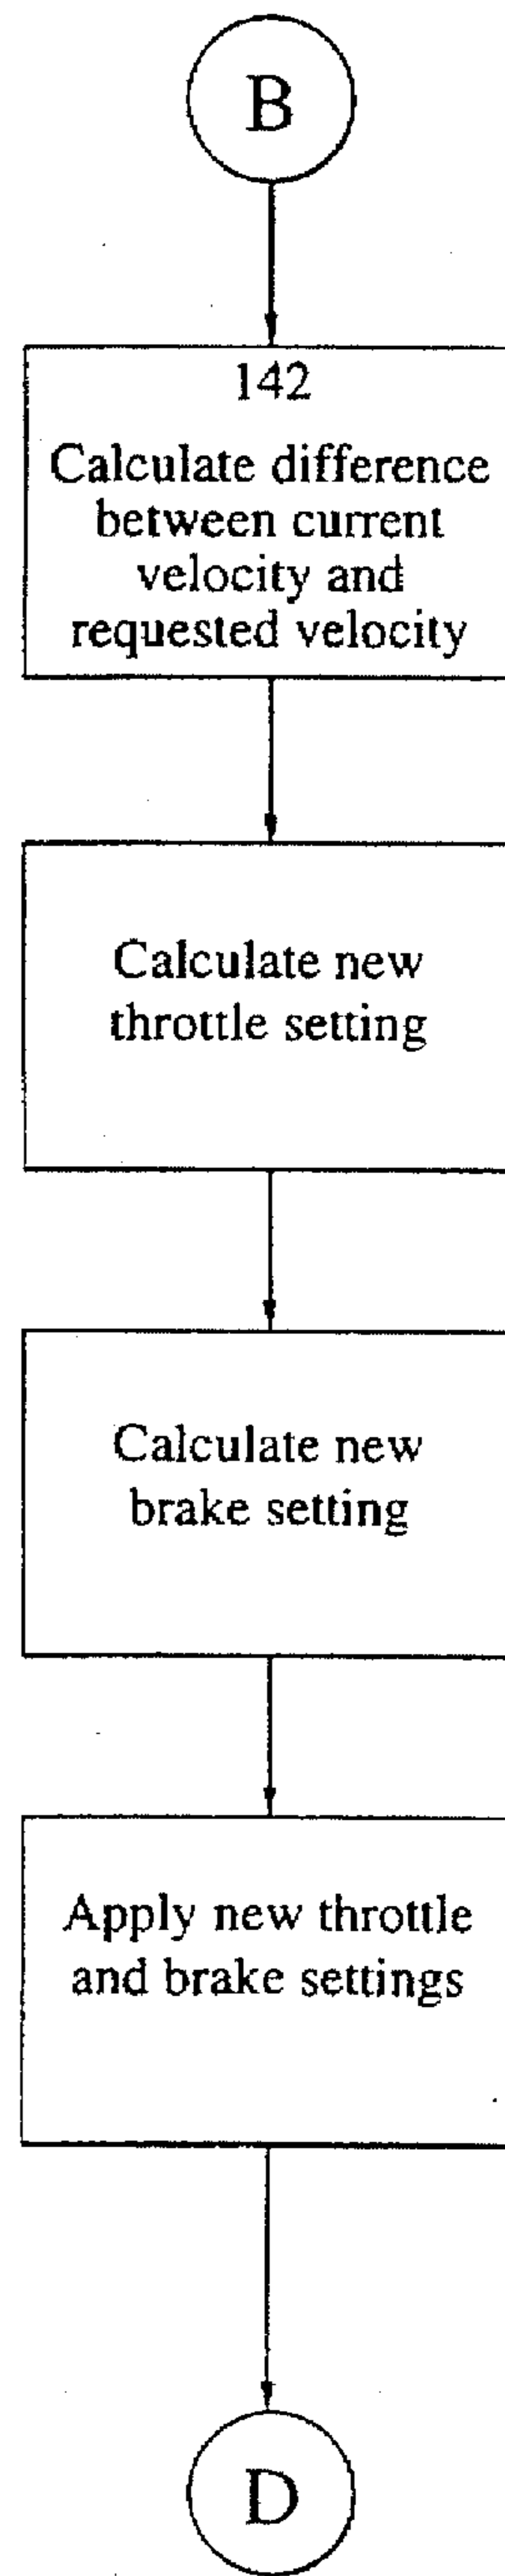 B
142
Calculate difference
between current
velocity and
requested velocity
Calculate new
throttle setting
Calculate new
brake setting
Apply new throttle
and brake settings
D